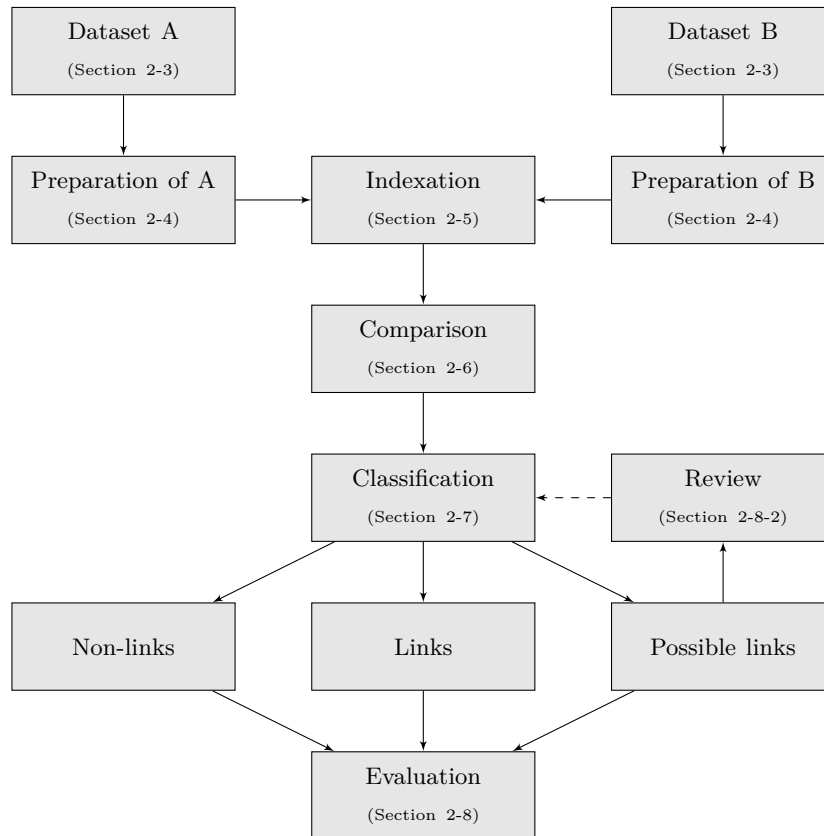 Dataset A
(Section 2-3)
Dataset B
(Section 2-3)
Preparation of A
(Section 2-4)
Indexation
(Section 2-5)
Preparation of B
(Section 2-4)
Comparison
(Section 2-6)
Classification
(Section 2-7)
Review
(Section 2-8-2)
Non-links
Links
Possible links
Evaluation
(Section 2-8)